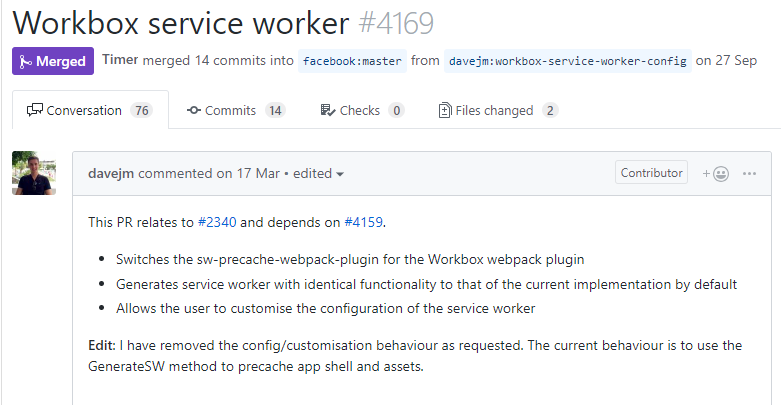 Workbox service worker #4169
Merged Timer merged 14 commits into facebook:master from davejm:workbox-service-worker-config on 27 Sep
Conversation 76 Commits 14 Checks 0 Files changed 2
davejm commented on 17 Mar • edited Contributor
This PR relates to #2340 and depends on #4159.
• Switches the sw-precache-webpack-plugin for the Workbox webpack plugin
• Generates service worker with identical functionality to that of the current implementation by default
• Allows the user to customise the configuration of the service worker
Edit: I have removed the config/customisation behaviour as requested. The current behaviour is to use the
GenerateSW method to precache app shell and assets.